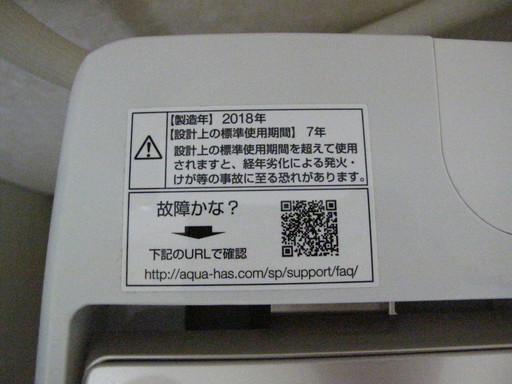 【製造年】 2018年
【設計上の標準使用期間】 7年
設計上の標準使用期間を超えて使用
されますと、経年劣化による発火・
けが等の事故に至る恐れがあります。
故障かな？
下記のURLで確認
http://aqua-has.com/sp/support/faq/